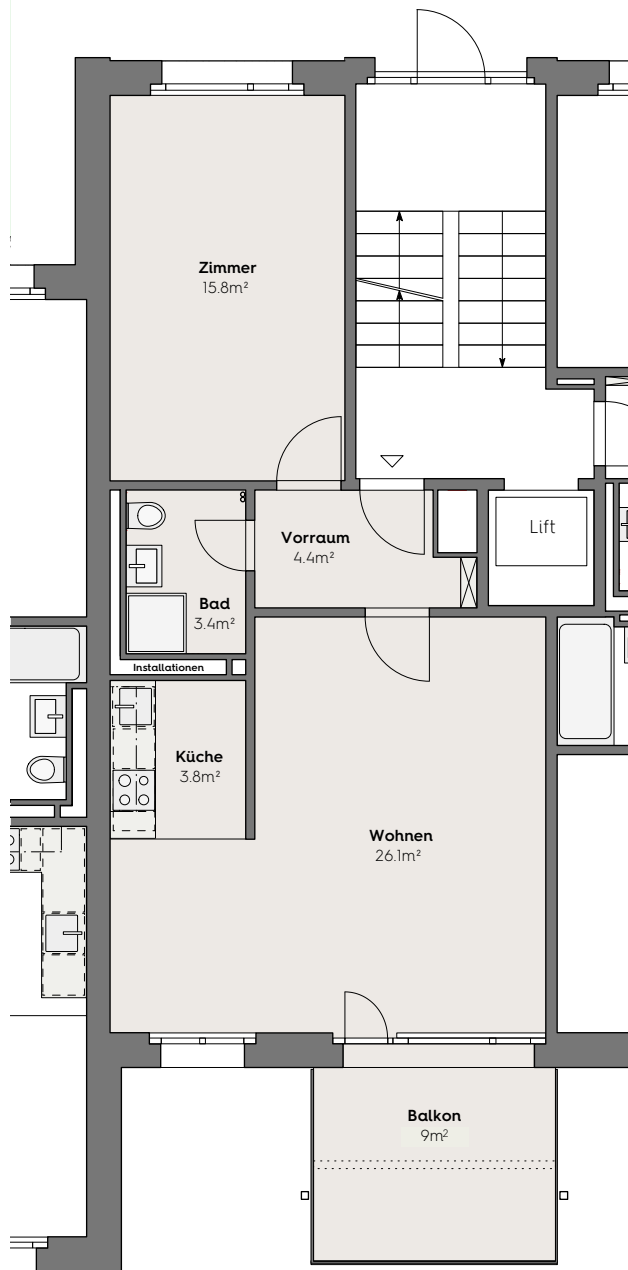 Zimmer
15.8m²
Lift
Vorraum
4.4m²
Bad
3.4m²
Installationen
Küche
3.8m²
Wohnen
26.1m²
Balkon
9m²